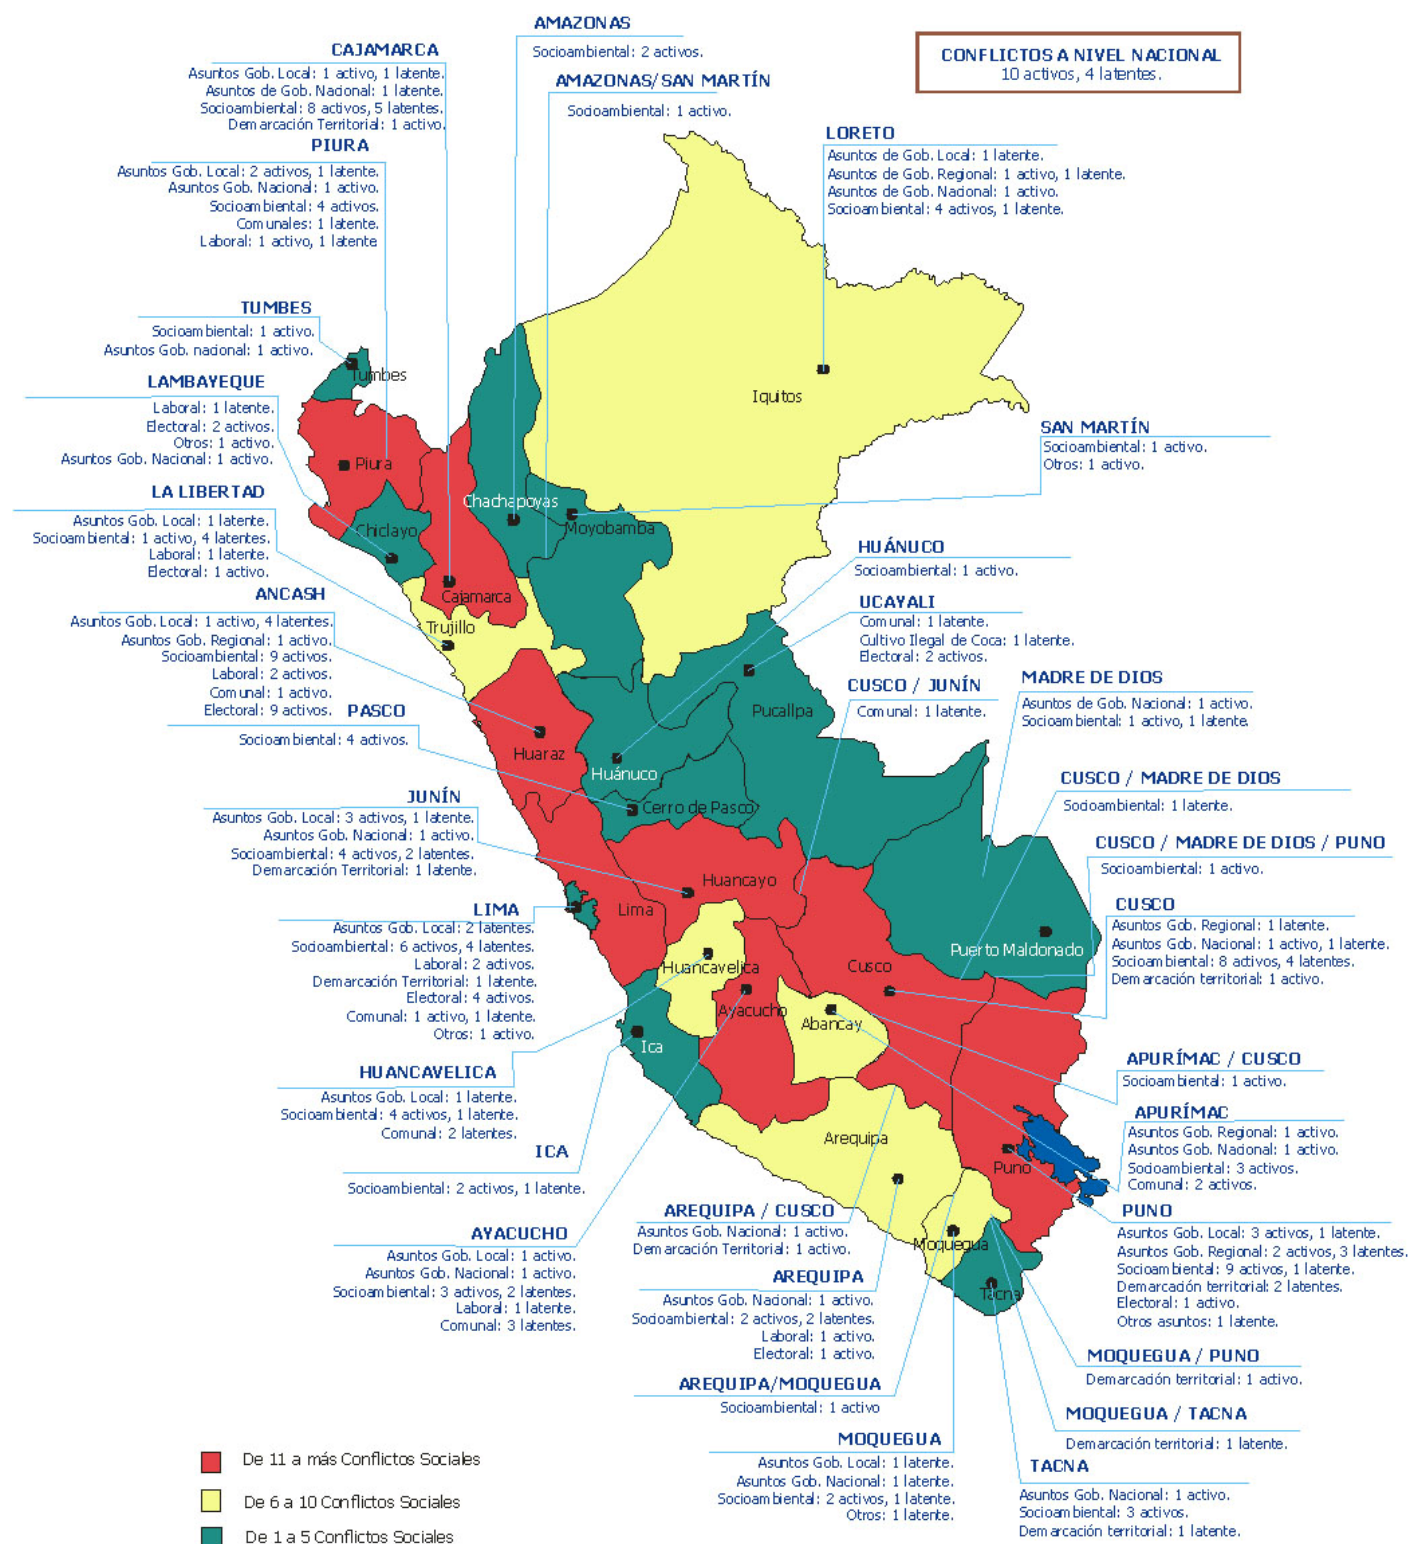 AMAZONAS
Socioambiental: 2 activos.
CONFLICTOS A NIVEL NACIONAL
10 activos, 4 latentes.
CAJAMARCA
Asuntos Gob. Local: 1 activo, 1 latente.
Asuntos de Gob. Nacional: 1 latente.
Socioambiental: 8 activos, 5 latentes.
Demarcación Territorial: 1 activo.
AMAZONAS/SAN MARTÍN
Socioambiental: 1 activo.
PIURA
Asuntos Gob. Local: 2 activos, 1 latente.
Asuntos Gob. Nacional: 1 activo.
Socioambiental: 4 activos.
Comunales: 1 latente.
Laboral: 1 activo, 1 latente
LORETO
Asuntos de Gob. Local: 1 latente.
Asuntos de Gob. Regional: 1 activo, 1 latente.
Asuntos de Gob. Nacional: 1 activo.
Socioambiental: 4 activos, 1 latente.
TUMBES
Socioambiental: 1 activo.
Asuntos Gob. nacional: 1 activo.
LAMBAYEQUE
Laboral: 1 latente.
Electoral: 2 activos.
Otros: 1 activo.
Asuntos Gob. Nacional: 1 activo.
SAN MARTÍN
Socioambiental: 1 activo.
Otros: 1 activo.
LA LIBERTAD
Asuntos Gob. Local: 1 latente.
Socioambiental: 1 activo, 4 latentes.
Laboral: 1 latente.
Electoral: 1 activo.
HUÁNUCO
Socioambiental: 1 activo.
ANCASH
Asuntos Gob. Local: 1 activo, 4 latentes.
Asuntos Gob. Regional: 1 activo.
Socioambiental: 9 activos.
Laboral: 2 activos.
Comunal: 1 activo.
Electoral: 9 activos.
UCAYALI
Comunal: 1 latente.
Cultivo Ilegal de Coca: 1 latente.
Electoral: 2 activos.
CUSCO / JUNÍN
Comunal: 1 latente.
MADRE DE DIOS
Asuntos de Gob. Nacional: 1 activo.
Socioambiental: 1 activo, 1 latente.
PASCO
Socioambiental: 4 activos.
CUSCO / MADRE DE DIOS
Socioambiental: 1 latente.
JUNÍN
Asuntos Gob. Local: 3 activos, 1 latente.
Asuntos Gob. Nacional: 1 activo.
Socioambiental: 4 activos, 2 latentes.
Demarcación Territorial: 1 latente.
CUSCO / MADRE DE DIOS / PUNO
Socioambiental: 1 activo.
CUSCO
Asuntos Gob. Regional: 1 latente.
Asuntos Gob. Nacional: 1 activo, 1 latente.
Socioambiental: 8 activos, 4 latentes.
Demarcación territorial: 1 activo.
LIMA
Asuntos Gob. Local: 2 latentes.
Socioambiental: 6 activos, 4 latentes.
Laboral: 2 activos.
Demarcación Territorial: 1 latente.
Electoral: 4 activos.
Comunal: 1 activo, 1 latente.
Otros: 1 activo.
HUANCAVELICA
Asuntos Gob. Local: 1 latente.
Socioambiental: 4 activos, 1 latente.
Comunal: 2 latentes.
APURÍMAC / CUSCO
Socioambiental: 1 activo.
APURÍMAC
Asuntos Gob. Regional: 1 activo.
Asuntos Gob. Nacional: 1 activo.
Socioambiental: 3 activos.
Comunal: 2 activos.
ICA
Socioambiental: 2 activos, 1 latente.
AREQUIPA / CUSCO
Asuntos Gob. Nacional: 1 activo.
Demarcación Territorial: 1 activo.
PUNO
Asuntos Gob. Local: 3 activos, 1 latente.
Asuntos Gob. Regional: 2 activos, 3 latentes.
Socioambiental: 9 activos, 1 latente.
Demarcación territorial: 2 latentes.
Electoral: 1 activo.
Otros asuntos: 1 latente.
AYACUCHO
Asuntos Gob. Local: 1 activo.
Asuntos Gob. Nacional: 1 activo.
Socioambiental: 3 activos, 2 latentes.
Laboral: 1 latente.
Comunal: 3 latentes.
AREQUIPA
Asuntos Gob. Nacional: 1 activo.
Socioambiental: 2 activos, 2 latentes.
Laboral: 1 activo.
Electoral: 1 activo.
MOQUEGUA / PUNO
Demarcación territorial: 1 activo.
AREQUIPA/MOQUEGUA
Socioambiental: 1 activo
MOQUEGUA / TACNA
Demarcación territorial: 1 latente.
MOQUEGUA
Asuntos Gob. Local: 1 latente.
Asuntos Gob. Nacional: 1 latente.
Socioambiental: 2 activos, 1 latente.
Otros: 1 latente.
TACNA
Asuntos Gob. Nacional: 1 activo.
Socioambiental: 3 activos.
Demarcación territorial: 1 latente.
Tumbes
Iquitos
Piura
Chachapoyas
Moyobamba
Chiclayo
Cajamarca
Trujillo
Pucallpa
Huaraz
Huánuco
Cerro de Pasco
Huancayo
Lima
Puerto Maldonado
Huancavelica
Cusco
Ayacucho
Abancay
Ica
Arequipa
Puno
Moquegua
Tacna
De 11 a más Conflictos Sociales
De 6 a 10 Conflictos Sociales
De 1 a 5 Conflictos Sociales